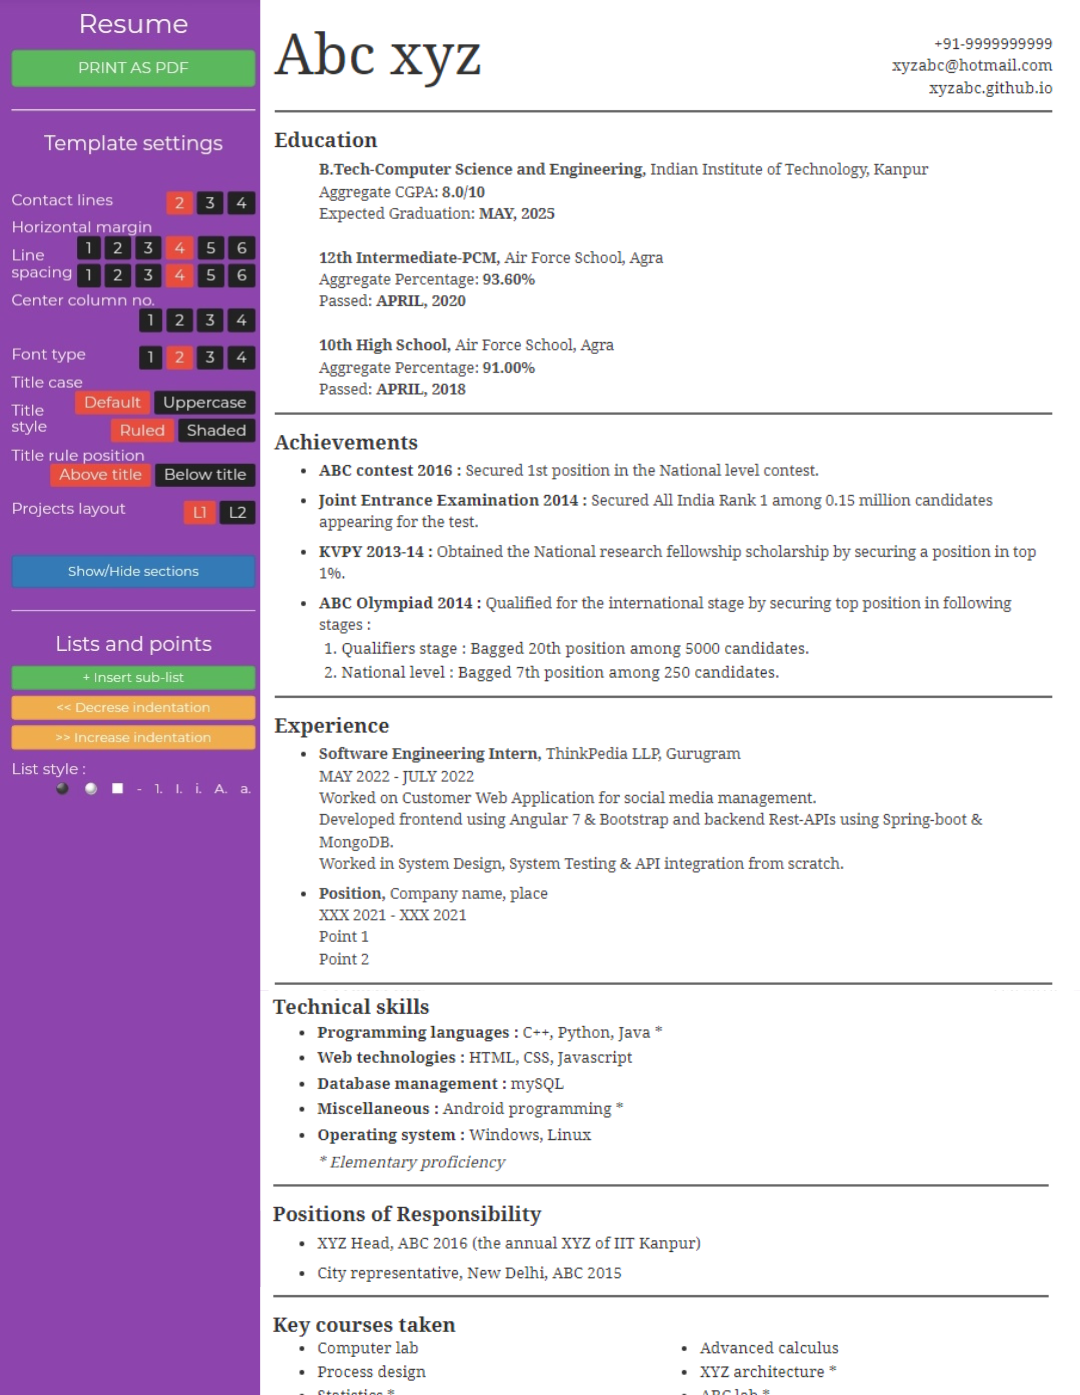 Resume
PRINT AS PDF
Template settings
Contact lines 2 3 4
Horizontal margin
1 2 3 4 5 6
Line
spacing 1 2 3 4 5 6
Center column no.
1 2 3 4
Font type 1 2 3 4
Title case
Default Uppercase
Title
style
Ruled Shaded
Title rule position
Above title Below title
Projects layout L1 L2
Show/Hide sections
Lists and points
+ Insert sub-list
<< Decrese indentation
>> Increase indentation
List style :
- 1. I. i. A. a.
Abc xyz
+91-9999999999
xyzabc@hotmail.com
xyzabc.github.io
Education
B.Tech-Computer Science and Engineering, Indian Institute of Technology, Kanpur
Aggregate CGPA: 8.0/10
Expected Graduation: MAY, 2025
12th Intermediate-PCM, Air Force School, Agra
Aggregate Percentage: 93.60%
Passed: APRIL, 2020
10th High School, Air Force School, Agra
Aggregate Percentage: 91.00%
Passed: APRIL, 2018
Achievements
• ABC contest 2016 : Secured 1st position in the National level contest.
• Joint Entrance Examination 2014 : Secured All India Rank 1 among 0.15 million candidates
appearing for the test.
• KVPY 2013-14 : Obtained the National research fellowship scholarship by securing a position in top
1%.
• ABC Olympiad 2014 : Qualified for the international stage by securing top position in following
stages :
1. Qualifiers stage : Bagged 20th position among 5000 candidates.
2. National level : Bagged 7th position among 250 candidates.
Experience
• Software Engineering Intern, ThinkPedia LLP, Gurugram
MAY 2022 - JULY 2022
Worked on Customer Web Application for social media management.
Developed frontend using Angular 7 & Bootstrap and backend Rest-APIs using Spring-boot &
MongoDB.
Worked in System Design, System Testing & API integration from scratch.
• Position, Company name, place
XXX 2021 - XXX 2021
Point 1
Point 2
Technical skills
• Programming languages : C++, Python, Java *
• Web technologies : HTML, CSS, Javascript
• Database management : mySQL
• Miscellaneous : Android programming *
• Operating system : Windows, Linux
* Elementary proficiency
Positions of Responsibility
• XYZ Head, ABC 2016 (the annual XYZ of IIT Kanpur)
• City representative, New Delhi, ABC 2015
Key courses taken
• Computer lab
• Process design
• Statistics *
• Advanced calculus
• XYZ architecture *
• ABC lab *